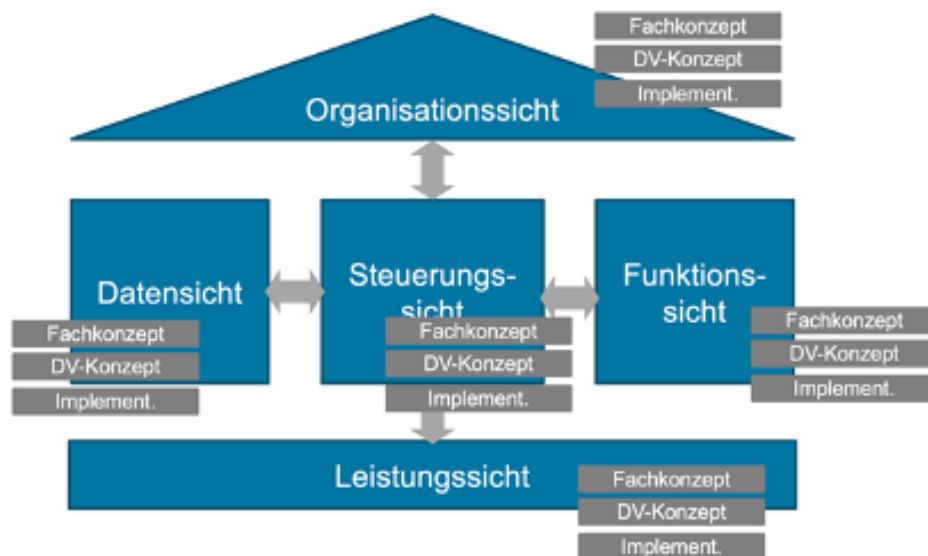 Fachkonzept
DV-Konzept
Implement.
Organisationssicht
Datensicht
Fachkonzept
DV-Konzept
Implement.
Steuerungs-
sicht
Fachkonzept
DV-Konzept
Implement.
Funktions-
sicht
Fachkonzept
DV-Konzept
Implement.
Leistungssicht
Fachkonzept
DV-Konzept
Implement.